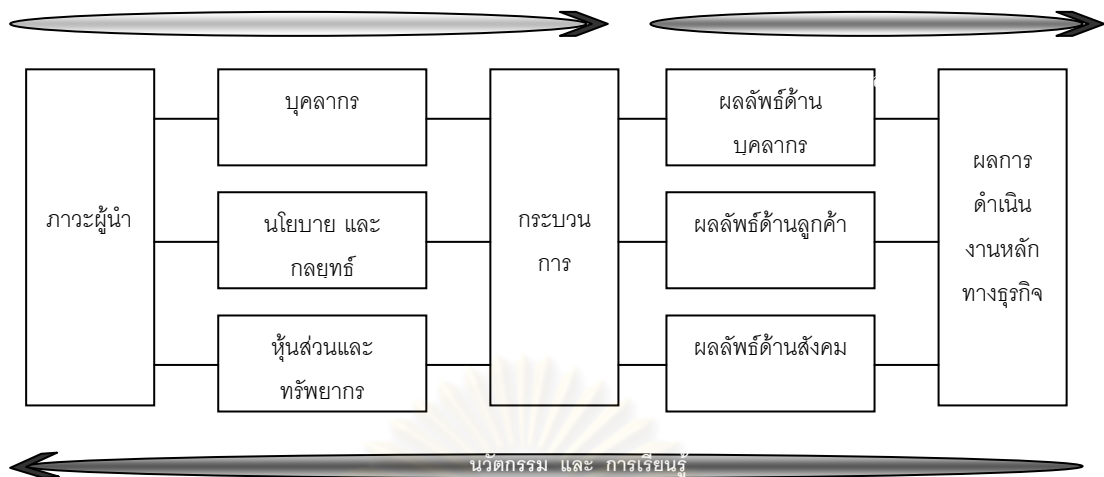 ภาวะผู้นำ
บุคลากร
นโยบาย และ
กลยุทธ์
หุ้นส่วนและ
ทรัพยากร
กระบวน
การ
ผลลัพธ์ด้าน
บุคลากร
ผลลัพธ์ด้านลูกค้า
ผลลัพธ์ด้านสังคม
ผลการ
ดำเนิน
งานหลัก
ทางธุรกิจ
นวัตกรรม และ การเรียนรู้